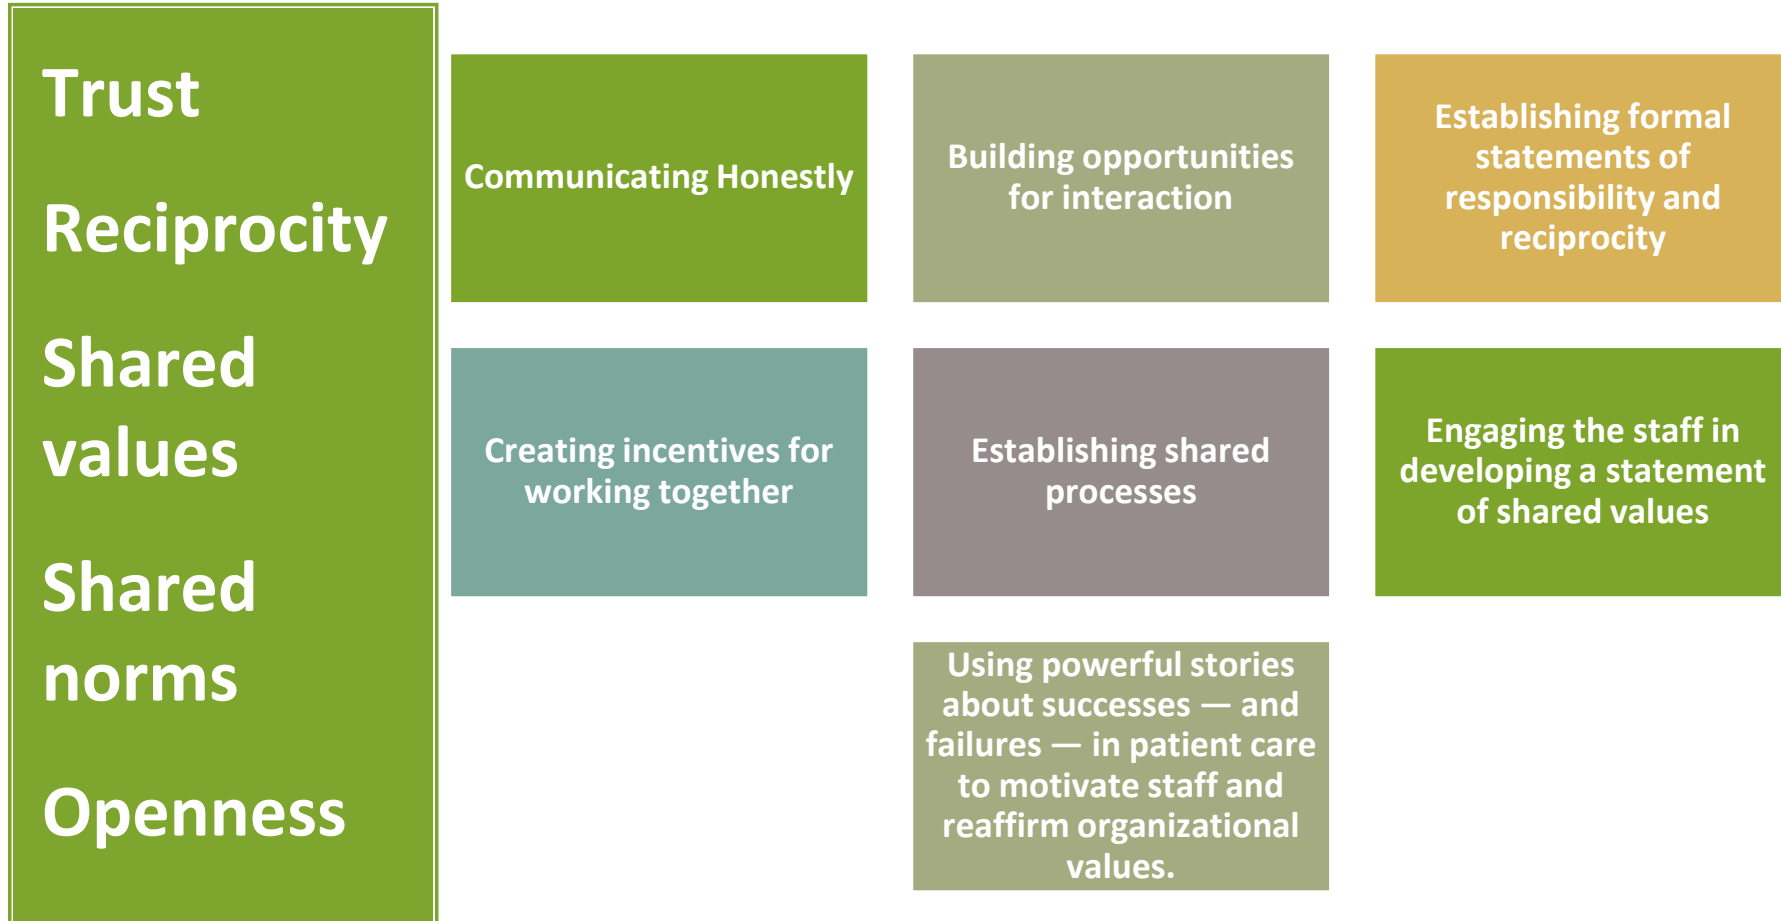 Trust
Reciprocity
Shared
values
Shared
norms
Openness
Communicating Honestly
Building opportunities
for interaction
Establishing formal
statements of
responsibility and
reciprocity
Creating incentives for
working together
Establishing shared
processes
Engaging the staff in
developing a statement
of shared values
Using powerful stories
about successes — and
failures — in patient care
to motivate staff and
reaffirm organizational
values.